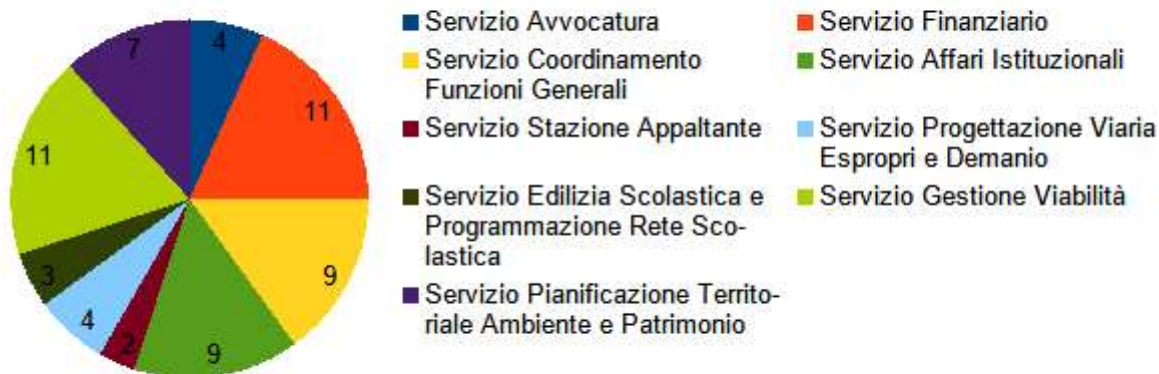 4
11
9
9
2
4
3
11
7
Servizio Avvocatura
Servizio Finanziario
Servizio Coordinamento
Funzioni Generali
Servizio Affari Istituzionali
Servizio Stazione Appaltante
Servizio Progettazione Viaria
Espropri e Demanio
Servizio Edilizia Scolastica e
Programmazione Rete Sco-
lastica
Servizio Gestione Viabilità
Servizio Pianificazione Territo-
riale Ambiente e Patrimonio